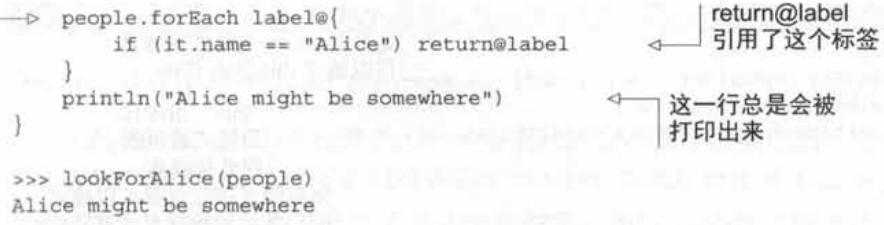 people.forEach label@{
if (it.name == "Alice") return@label
return@label
引用了这个标签
}
println("Alice might be somewhere")
这一行总是会被
打印出来
}
>>> lookForAlice(people)
Alice might be somewhere